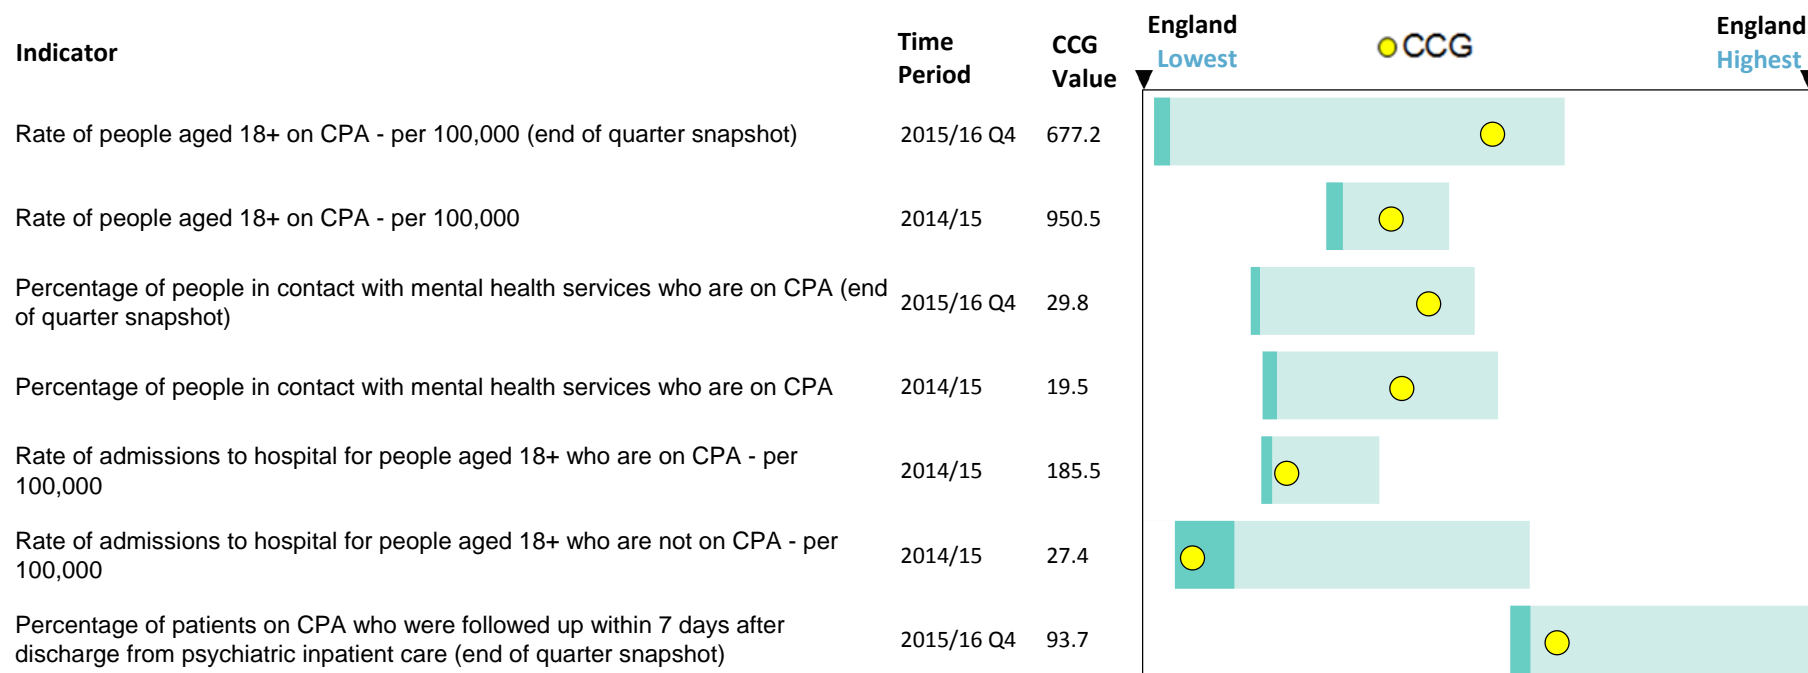 Indicator
Time Period
CCG Value
England Lowest
CCG
England Highest
Rate of people aged 18+ on CPA - per 100,000 (end of quarter snapshot) 2015/16 Q4 677.2
Rate of people aged 18+ on CPA - per 100,000 2014/15 950.5
Percentage of people in contact with mental health services who are on CPA (end
of quarter snapshot) 2015/16 Q4 29.8
Percentage of people in contact with mental health services who are on CPA 2014/15 19.5
Rate of admissions to hospital for people aged 18+ who are on CPA - per
100,000 2014/15 185.5
Rate of admissions to hospital for people aged 18+ who are not on CPA - per
100,000 2014/15 27.4
Percentage of patients on CPA who were followed up within 7 days after
discharge from psychiatric inpatient care (end of quarter snapshot) 2015/16 Q4 93.7